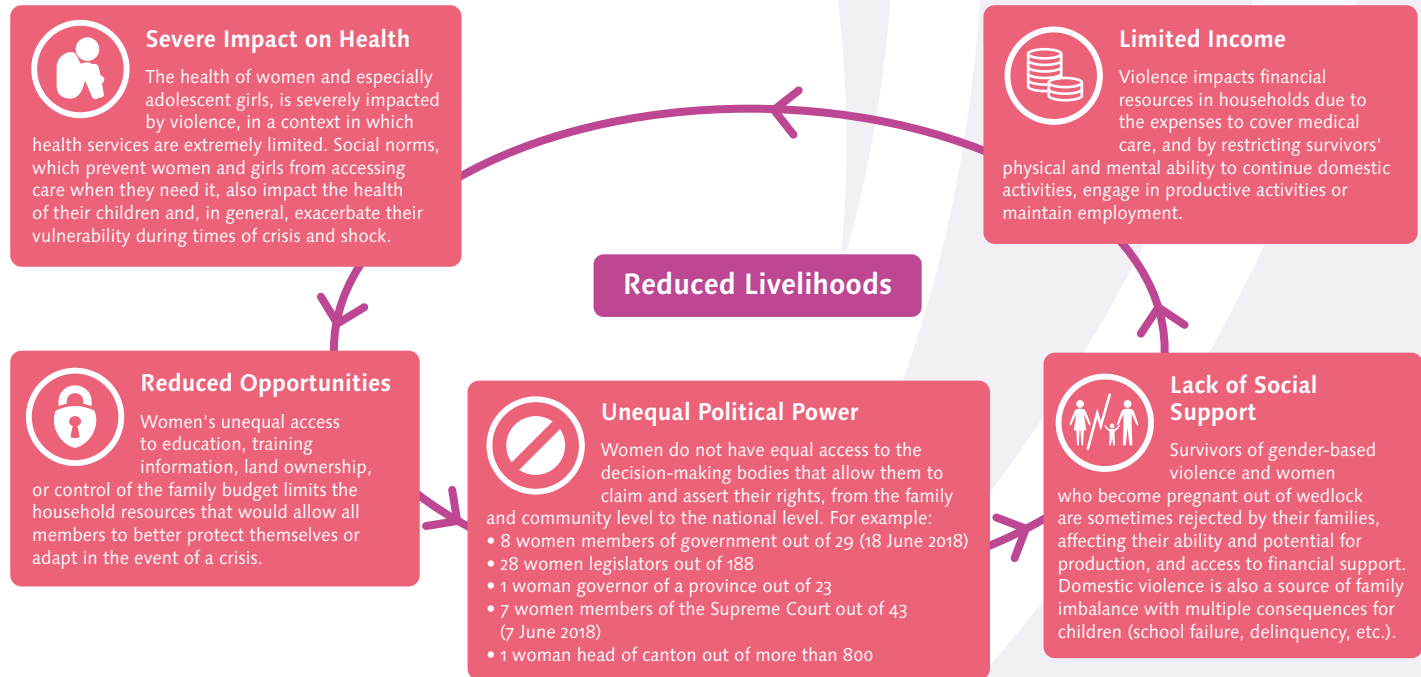 Severe Impact on Health
The health of women and especially
adolescent girls, is severely impacted
by violence, in a context in which
health services are extremely limited. Social norms,
which prevent women and girls from accessing
care when they need it, also impact the health
of their children and, in general, exacerbate their
vulnerability during times of crisis and shock.
Limited Income
Violence impacts financial
resources in households due to
the expenses to cover medical
care, and by restricting survivors'
physical and mental ability to continue domestic
activities, engage in productive activities or
maintain employment.
Reduced Livelihoods
Reduced Opportunities
Women's unequal access
to education, training
information, land ownership,
or control of the family budget limits the
household resources that would allow all
members to better protect themselves or
adapt in the event of a crisis.
Unequal Political Power
Women do not have equal access to the
decision-making bodies that allow them to
claim and assert their rights, from the family
and community level to the national level. For example:
• 8 women members of government out of 29 (18 June 2018)
• 28 women legislators out of 188
• 1 woman governor of a province out of 23
• 7 women members of the Supreme Court out of 43
(7 June 2018)
• 1 woman head of canton out of more than 800
Lack of Social
Support
Survivors of gender-based
violence and women
who become pregnant out of wedlock
are sometimes rejected by their families,
affecting their ability and potential for
production, and access to financial support.
Domestic violence is also a source of family
imbalance with multiple consequences for
children (school failure, delinquency, etc.).